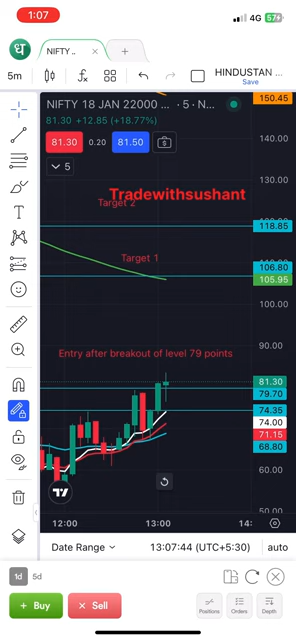 1:07
4G 57
NIFTY ..
5m
HINDUSTAN
Save
NIFTY 18 JAN 22000 ... · 5 · N...
81.30 +12.85 (+18.77%)
81.30 0.20 81.50
5
150.45
140.00
130.00
Tradewithsushant
Target 2
118.85
Target 1
106.80
105.95
100.00
90.00
Entry after breakout of level 79 points
81.30
79.70
74.35
74.00
71.15
68.80
60.00
50.00
12:00 13:00 14:
Date Range 13:07:44 (UTC+5:30) auto
1d 5d
+ Buy × Sell Positions Orders Depth